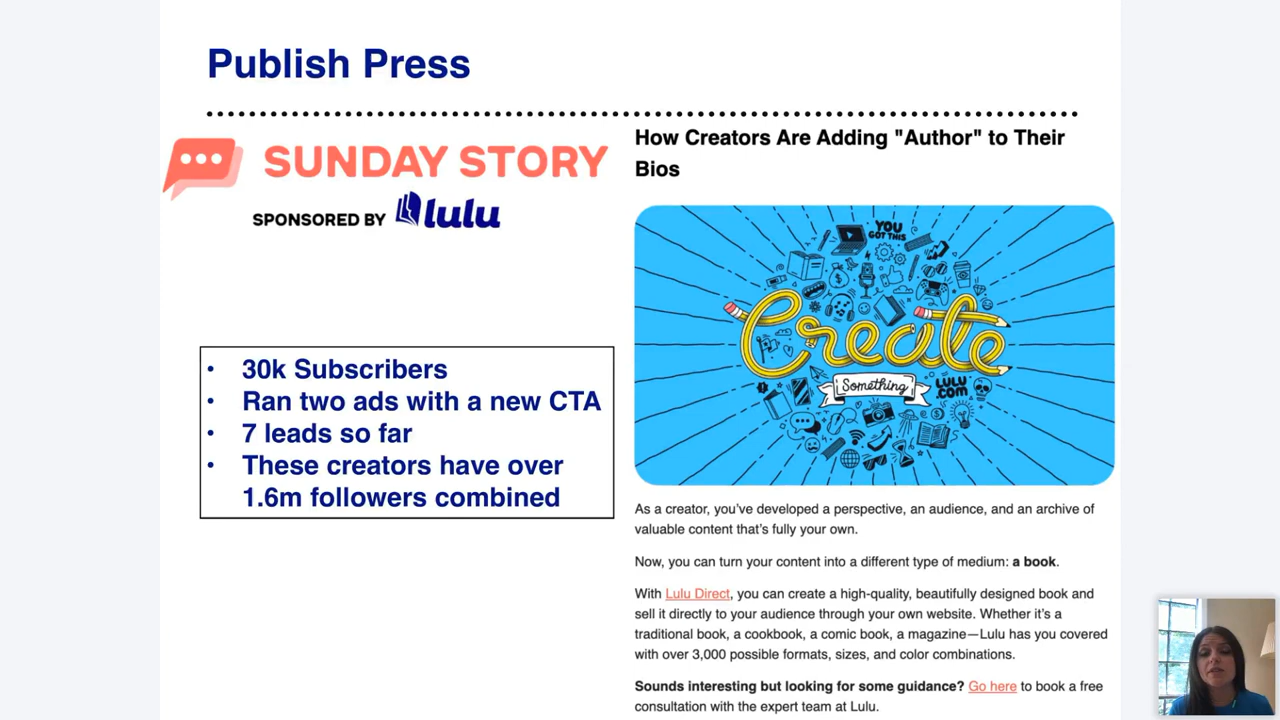 Publish Press
SUNDAY STORY
SPONSORED BY lulu
• 30k Subscribers
• Ran two ads with a new CTA
• 7 leads so far
• These creators have over
1.6m followers combined
How Creators Are Adding "Author" to Their
Bios
YOU
GOT THIS
Create
Something
LULU
.COM
As a creator, you’ve developed a perspective, an audience, and an archive of
valuable content that’s fully your own.
Now, you can turn your content into a different type of medium: a book.
With Lulu Direct, you can create a high-quality, beautifully designed book and
sell it directly to your audience through your own website. Whether it’s a
traditional book, a cookbook, a comic book, a magazine—Lulu has you covered
with over 3,000 possible formats, sizes, and color combinations.
Sounds interesting but looking for some guidance? Go here to book a free
consultation with the expert team at Lulu.